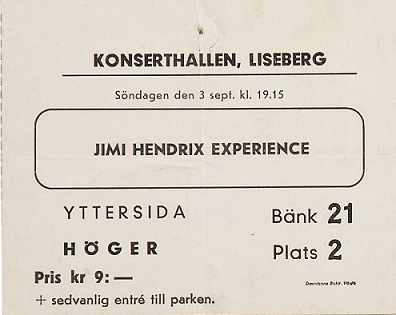 KONSERTHALLEN, LISEBERG
Söndagen den 3 sept. kl. 19.15
JIMI HENDRIX EXPERIENCE
YTTERSIDA
Bänk 21
HÖGER
Plats 2
Pris kr 9: —
+ sedvanlig entré till parken.